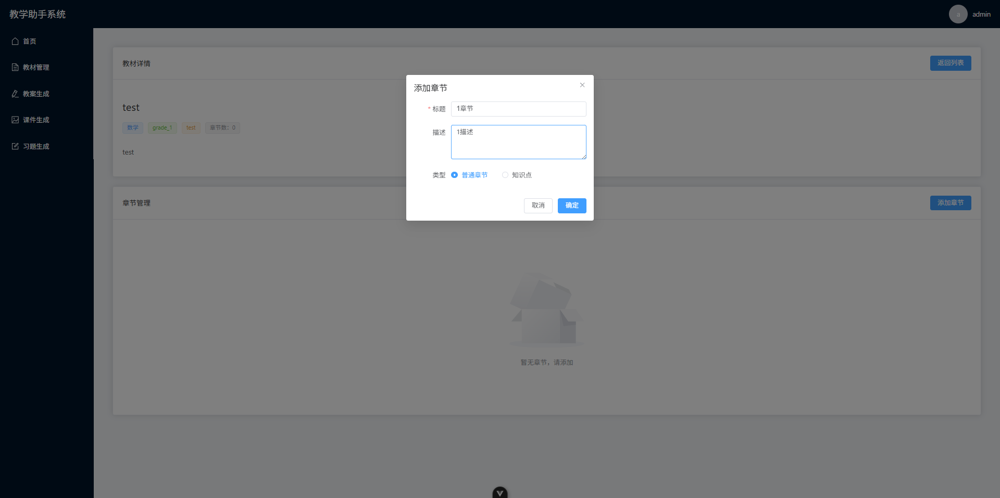 教学助手系统
a admin
首页
教材管理
教案生成
课件生成
习题生成
教材详情
返回列表
test
数学 grade_1 test 章节数：0
test
章节管理
添加章节
暂无章节，请添加
添加章节
* 标题 1章节
描述 1描述
类型 普通章节 知识点
取消 确定